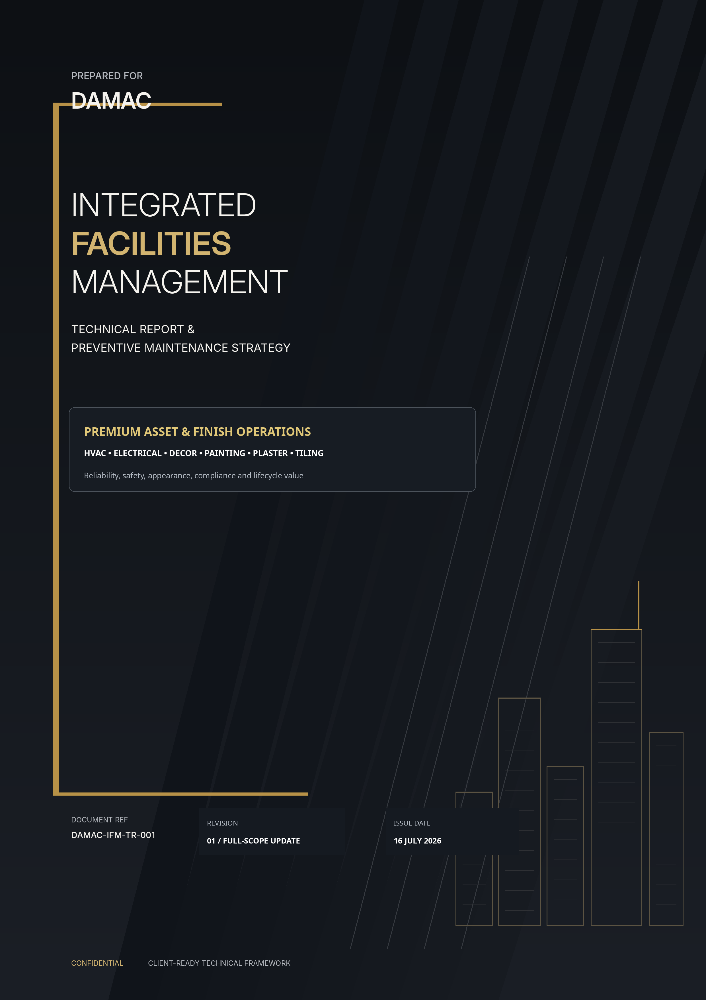 PREPARED FOR
DAMAC
INTEGRATED
FACILITIES
MANAGEMENT
TECHNICAL REPORT &
PREVENTIVE MAINTENANCE STRATEGY
PREMIUM ASSET & FINISH OPERATIONS
HVAC • ELECTRICAL • DECOR • PAINTING • PLASTER • TILING
Reliability, safety, appearance, compliance and lifecycle value
DOCUMENT REF
DAMAC-IFM-TR-001
REVISION
01 / FULL-SCOPE UPDATE
ISSUE DATE
16 JULY 2026
CONFIDENTIAL
CLIENT-READY TECHNICAL FRAMEWORK